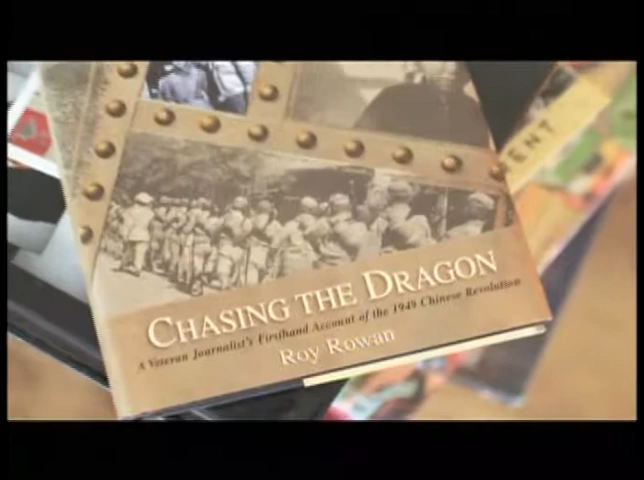 ENT
CHASING THE DRAGON
A Veteran Journalist's Firsthand Account of the 1949 Chinese Revolution
Roy Rowan